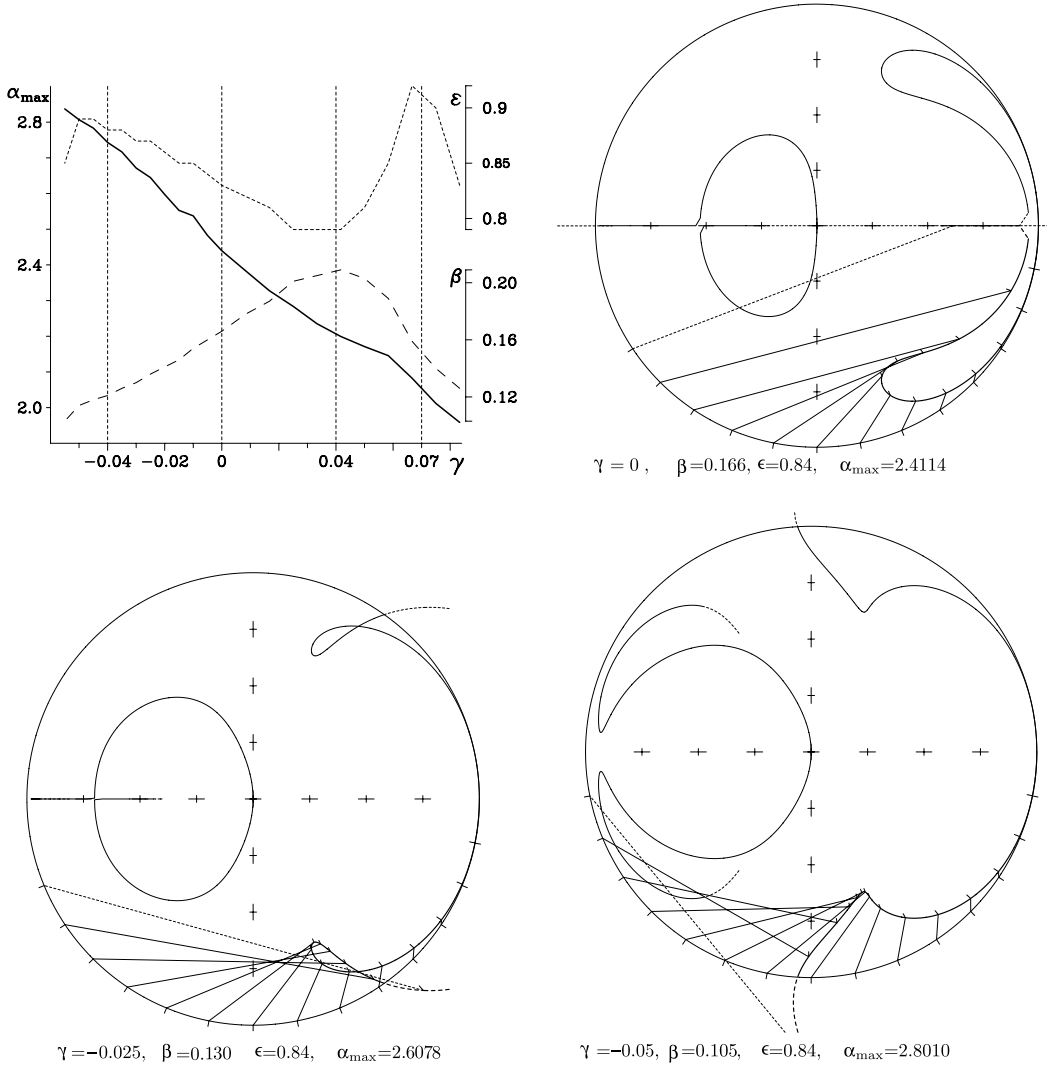 α_max
2.8
2.4
2.0
ε
0.9
0.85
0.8
β
0.20
0.16
0.12
−0.04 −0.02 0 0.04 0.07 γ
γ = 0 , β=0.166, ϵ=0.84, α_max=2.4114
γ =−0.025, β =0.130 ϵ=0.84, α_max=2.6078
γ =−0.05, β =0.105, ϵ=0.84, α_max=2.8010